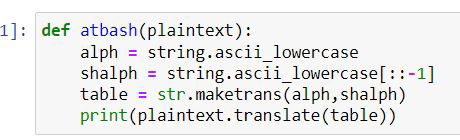 1]: def atbash(plaintext):
    alph = string.ascii_lowercase
    shalph = string.ascii_lowercase[::-1]
    table = str.maketrans(alph,shalph)
    print(plaintext.translate(table))